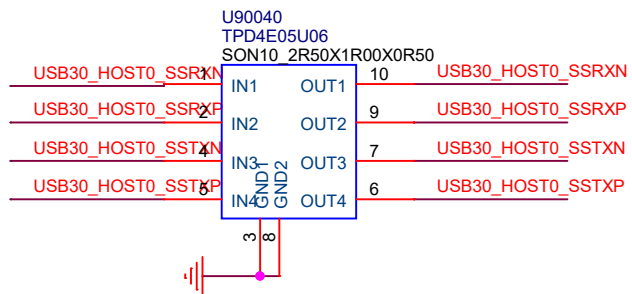 U90040
TPD4E05U06
SON10_2R50X1R00X0R50
USB30_HOST0_SSRXN 1 IN1 OUT1 10 USB30_HOST0_SSRXN
USB30_HOST0_SSRXP 2 IN2 OUT2 9 USB30_HOST0_SSRXP
USB30_HOST0_SSTXN 4 IN3 OUT3 7 USB30_HOST0_SSTXN
USB30_HOST0_SSTXP 5 IN4 OUT4 6 USB30_HOST0_SSTXP
GND1 GND2
3 8